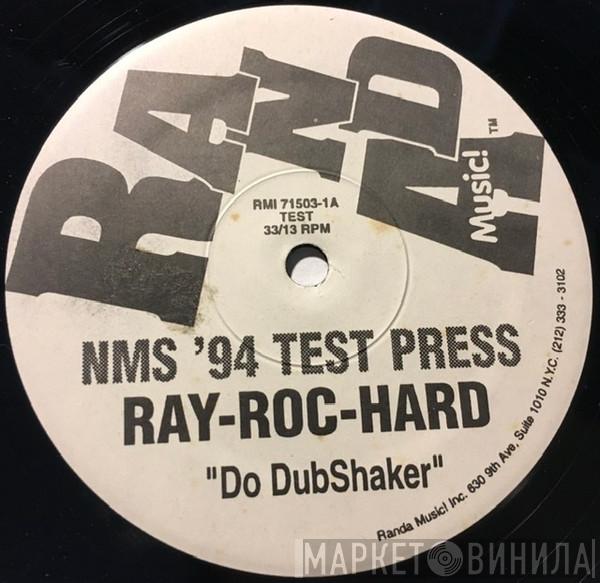 RANDA
Music! ™
RMI 71503-1A
TEST
33/13 RPM
NMS '94 TEST PRESS
RAY-ROC-HARD
"Do DubShaker"
Randa Music! Inc. 630 9th Ave, Suite 1010 N.Y.C. (212) 333 - 3102
МАРКЕТ ВИНИЛА